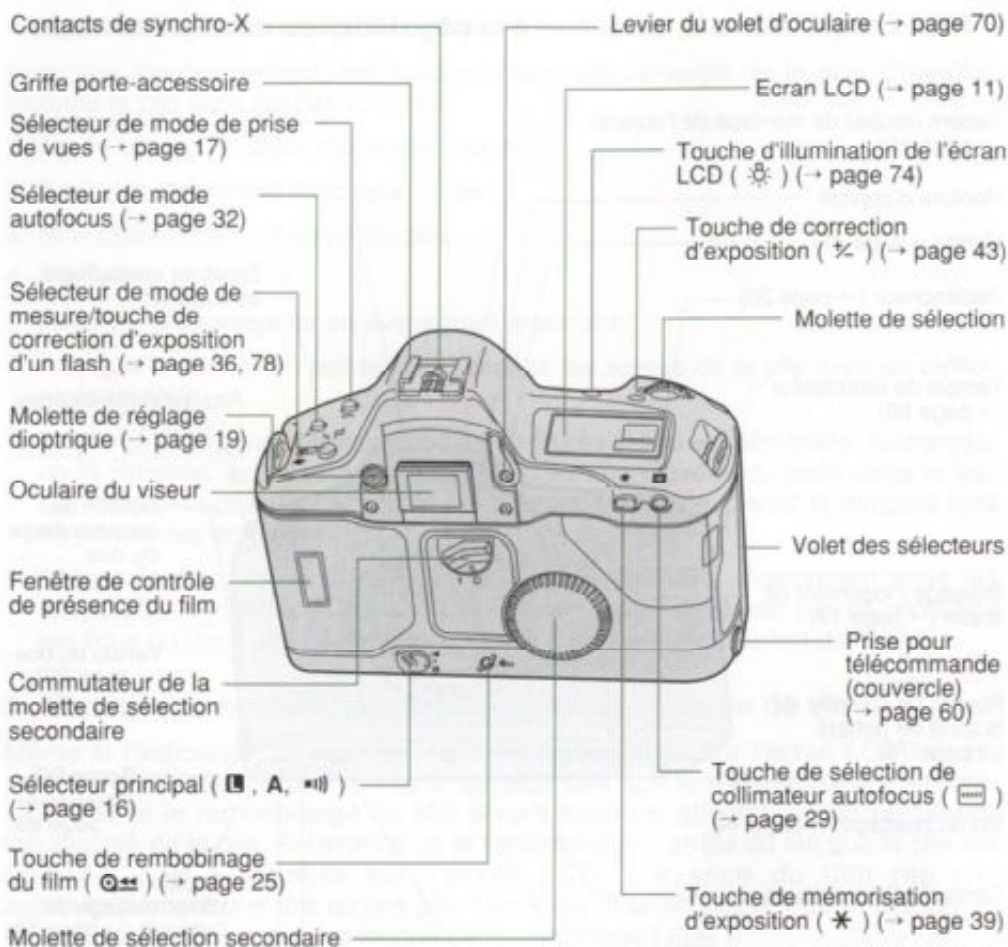 Contacts de synchro-X
Griffe porte-accessoire
Sélecteur de mode de prise
de vues (→ page 17)
Sélecteur de mode
autofocus (→ page 32)
Sélecteur de mode de
mesure/touche de
correction d'exposition
d'un flash (→ page 36, 78)
Molette de réglage
dioptrique (→ page 19)
Oculaire du viseur
Fenêtre de contrôle
de présence du film
Commutateur de la
molette de sélection
secondaire
Sélecteur principal ( L , A, •))) )
(→ page 16)
Touche de rembobinage
du film ( ) (→ page 25)
Molette de sélection secondaire
Levier du volet d'oculaire (→ page 70)
Ecran LCD (→ page 11)
Touche d'illumination de l'écran
LCD ( ) (→ page 74)
Touche de correction
d'exposition ( ) (→ page 43)
Molette de sélection
Volet des sélecteurs
Prise pour
télécommande
(couvercle)
(→ page 60)
Touche de sélection de
collimateur autofocus ( )
(→ page 29)
Touche de mémorisation
d'exposition ( * ) (→ page 39)